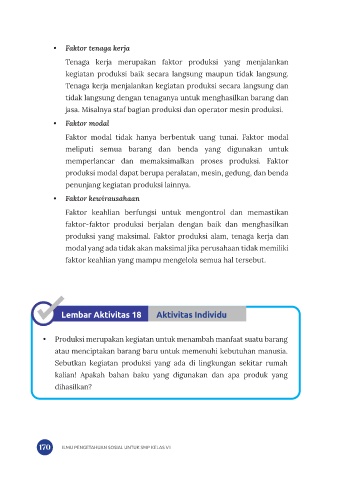 • Faktor tenaga kerja
Tenaga kerja merupakan faktor produksi yang menjalankan
kegiatan produksi baik secara langsung maupun tidak langsung.
Tenaga kerja menjalankan kegiatan produksi secara langsung dan
tidak langsung dengan tenaganya untuk menghasilkan barang dan
jasa. Misalnya staf bagian produksi dan operator mesin produksi.
• Faktor modal
Faktor modal tidak hanya berbentuk uang tunai. Faktor modal
meliputi semua barang dan benda yang digunakan untuk
memperlancar dan memaksimalkan proses produksi. Faktor
produksi modal dapat berupa peralatan, mesin, gedung, dan benda
penunjang kegiatan produksi lainnya.
• Faktor kewirausahaan
Faktor keahlian berfungsi untuk mengontrol dan memastikan
faktor-faktor produksi berjalan dengan baik dan menghasilkan
produksi yang maksimal. Faktor produksi alam, tenaga kerja dan
modal yang ada tidak akan maksimal jika perusahaan tidak memiliki
faktor keahlian yang mampu mengelola semua hal tersebut.
Lembar Aktivitas 18 Aktivitas Individu
• Produksi merupakan kegiatan untuk menambah manfaat suatu barang
atau menciptakan barang baru untuk memenuhi kebutuhan manusia.
Sebutkan kegiatan produksi yang ada di lingkungan sekitar rumah
kalian! Apakah bahan baku yang digunakan dan apa produk yang
dihasilkan?
170 ILMU PENGETAHUAN SOSIAL UNTUK SMP KELAS VII